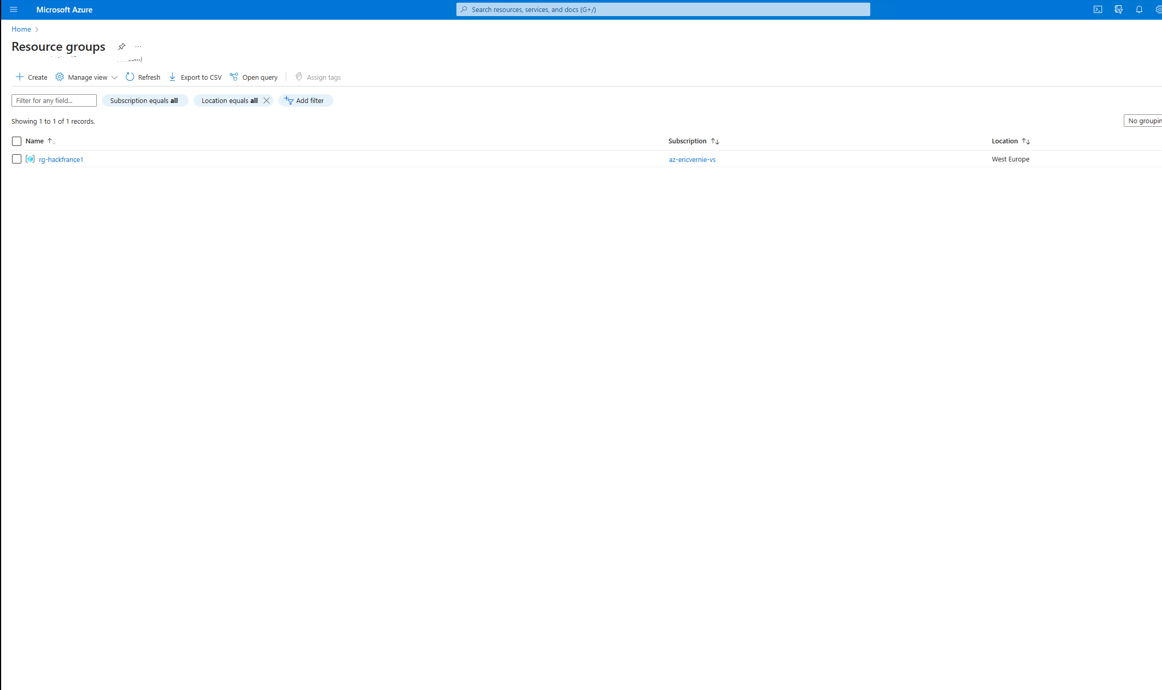 Microsoft Azure
Search resources, services, and docs (G+/)
Home
Resource groups
Create Manage view Refresh Export to CSV Open query Assign tags
Filter for any field... Subscription equals all Location equals all Add filter
Showing 1 to 1 of 1 records.
No groupin
Name Subscription Location
rg-hackfrance1 az-ericvernie-vs West Europe